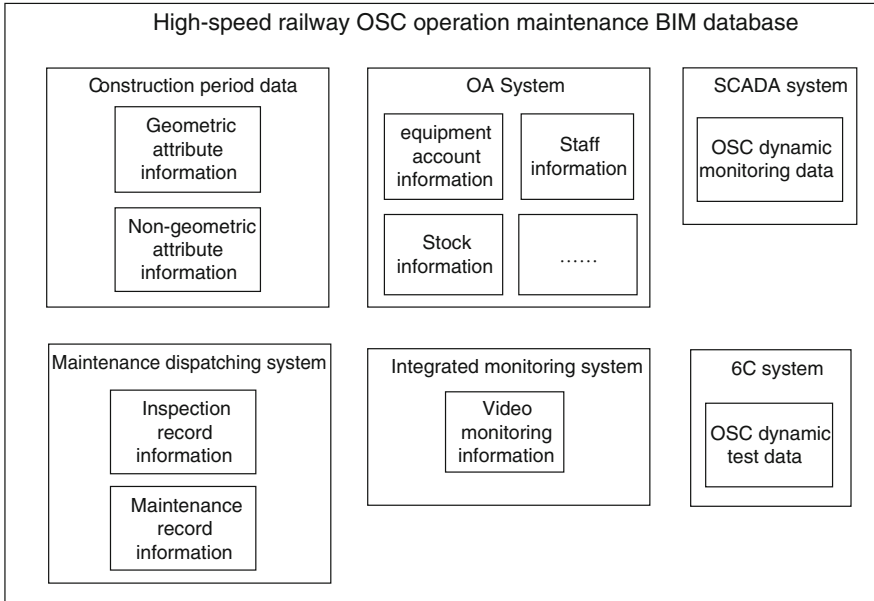 High-speed railway OSC operation maintenance BIM database
Construction period data
Geometric
attribute
information
Non-geometric
attribute
information
OA System
equipment
account
information
Staff
information
Stock
information
......
SCADA system
OSC dynamic
monitoring data
Maintenance dispatching system
Inspection
record
information
Maintenance
record
information
Integrated monitoring system
Video
monitoring
information
6C system
OSC dynamic
test data